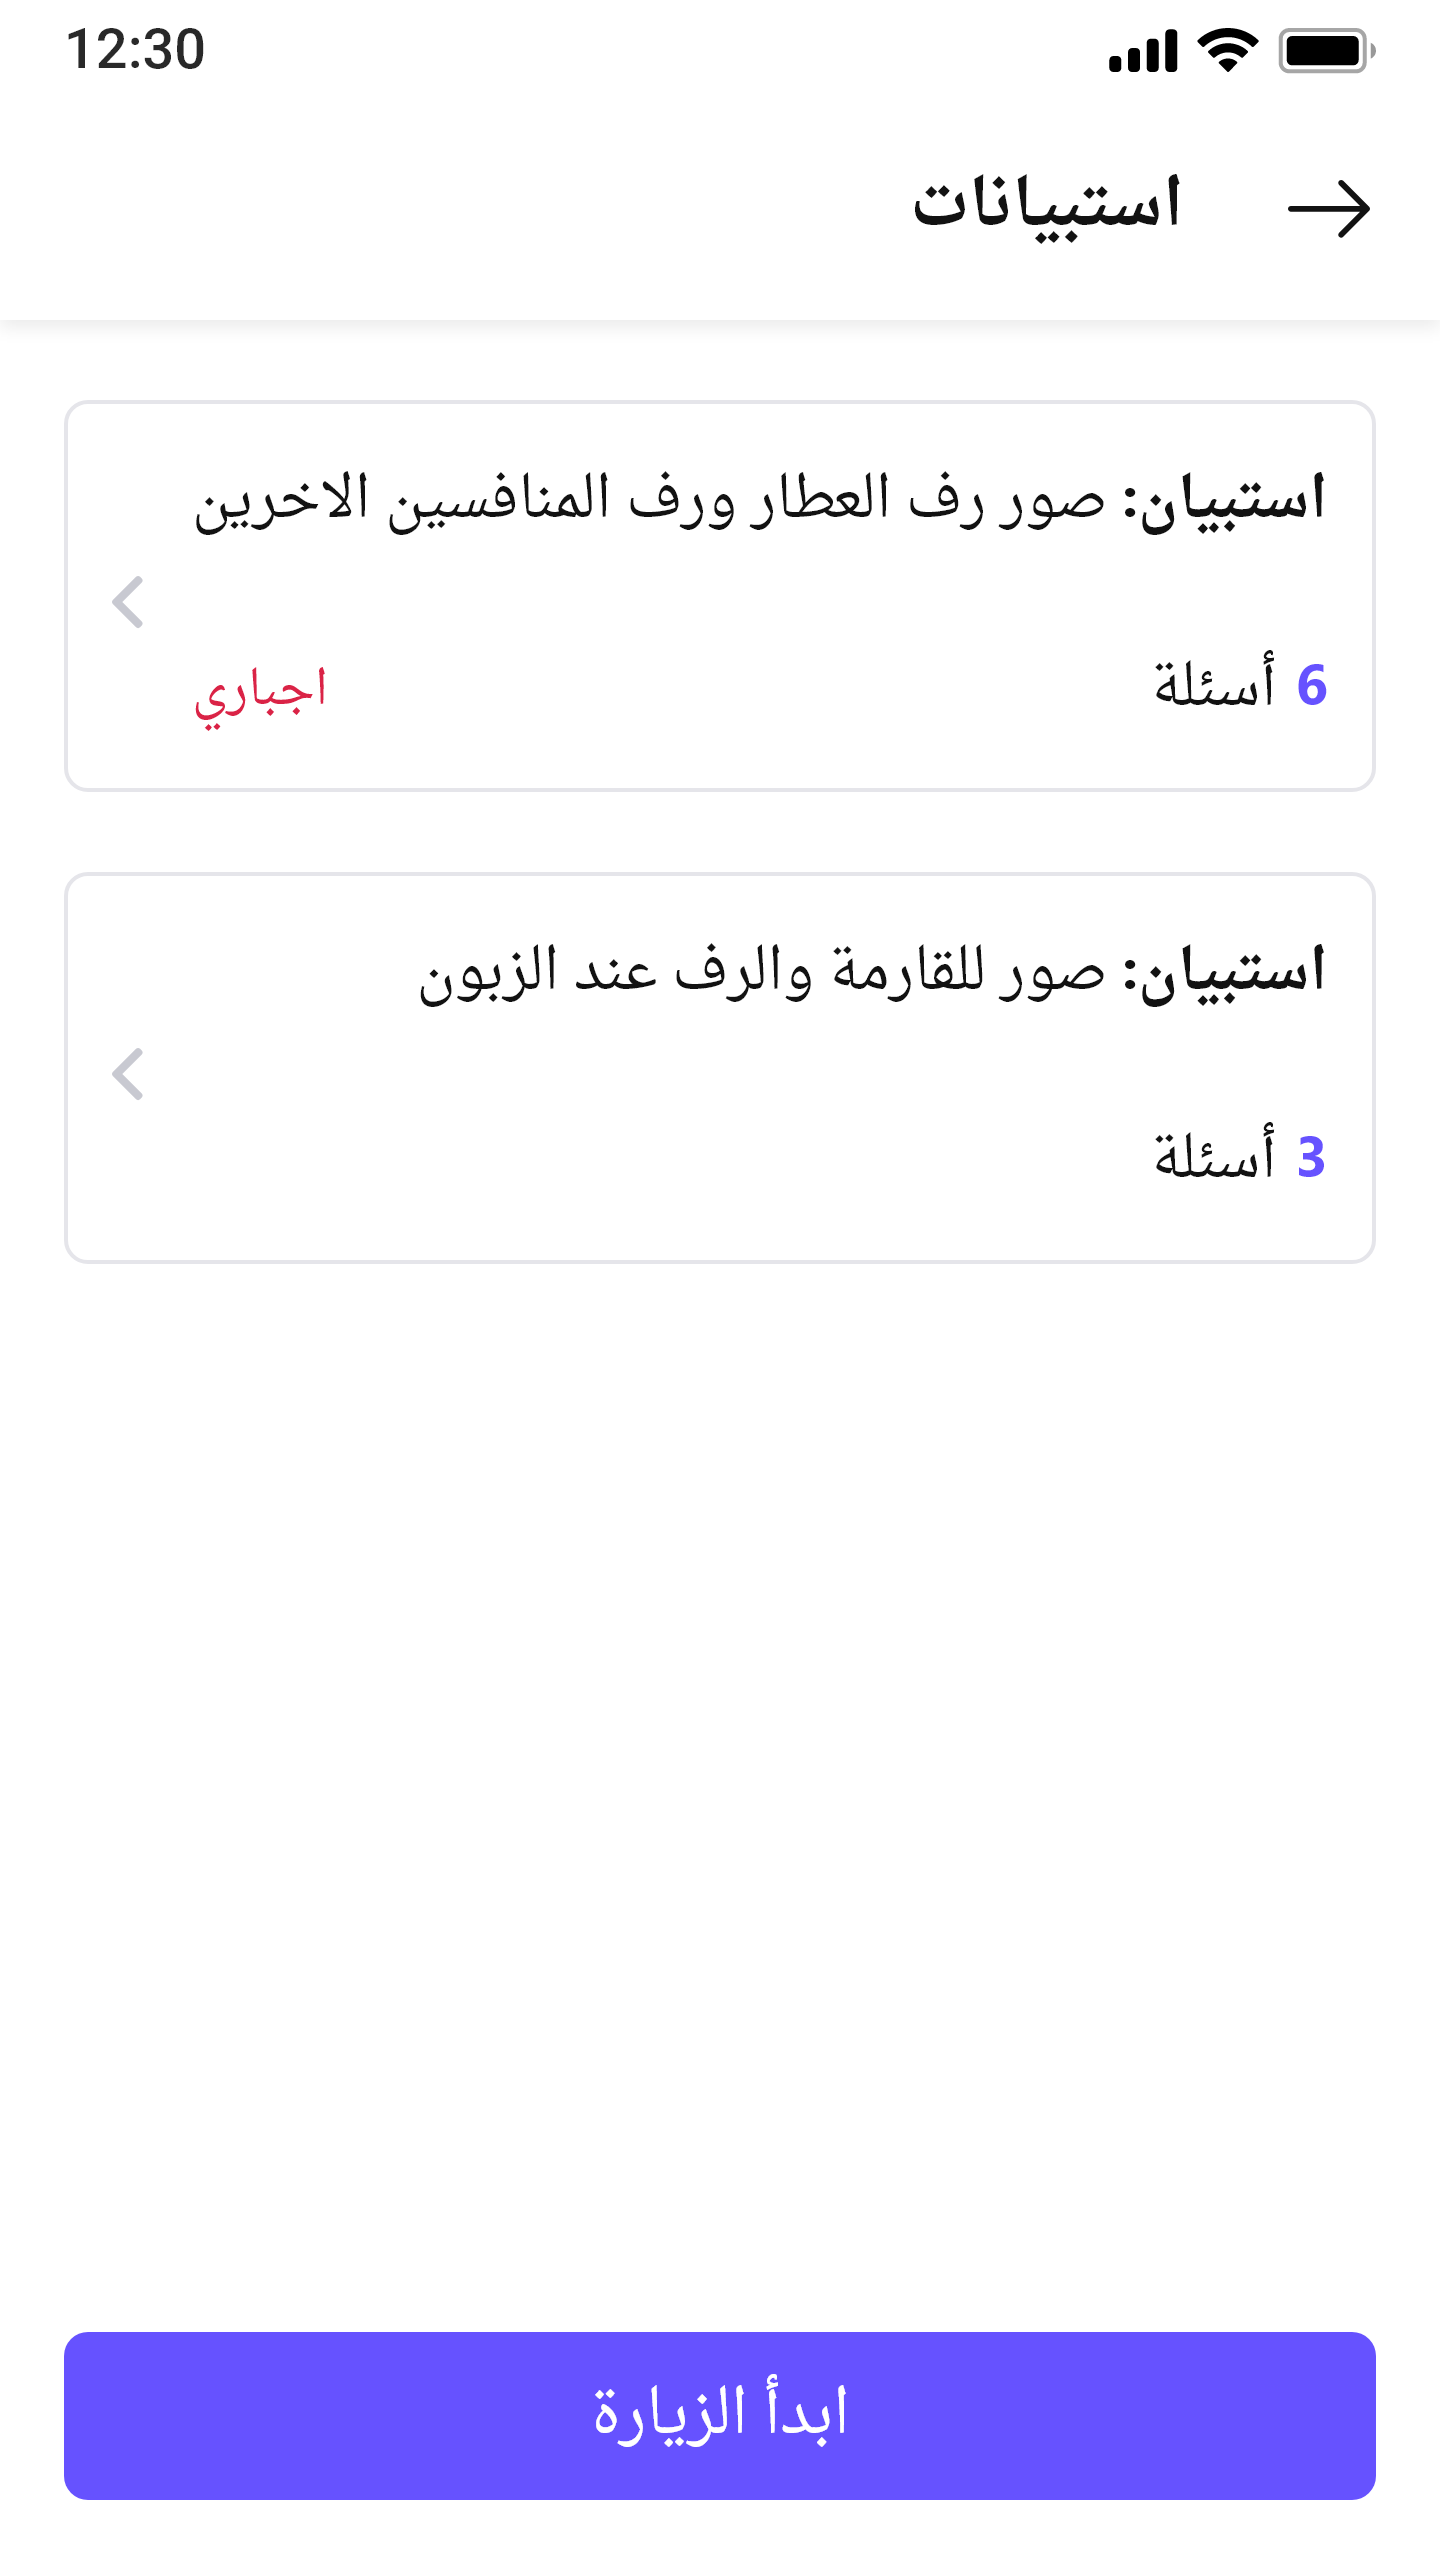 12:30
استبيانات
استبيان: صور رف العطار ورف المنافسين الاخرين
6 أسئلة
اجباري
استبيان: صور للقارمة والرف عند الزبون
3 أسئلة
ابدأ الزيارة